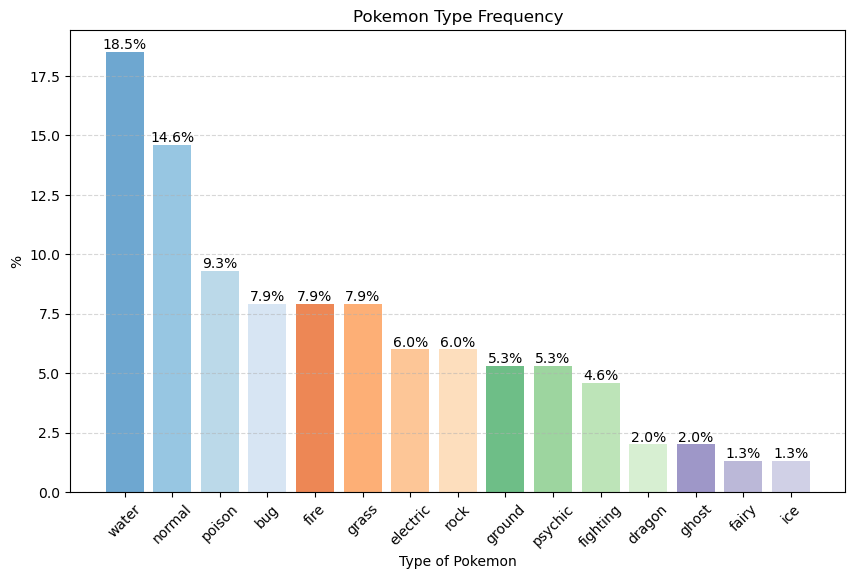 Pokemon Type Frequency
18.5%
14.6%
9.3%
7.9%
7.9%
7.9%
6.0%
6.0%
5.3%
5.3%
4.6%
2.0%
2.0%
1.3%
1.3%
%
17.5
15.0
12.5
10.0
7.5
5.0
2.5
0.0
water
normal
poison
bug
fire
grass
electric
rock
ground
psychic
fighting
dragon
ghost
fairy
ice
Type of Pokemon